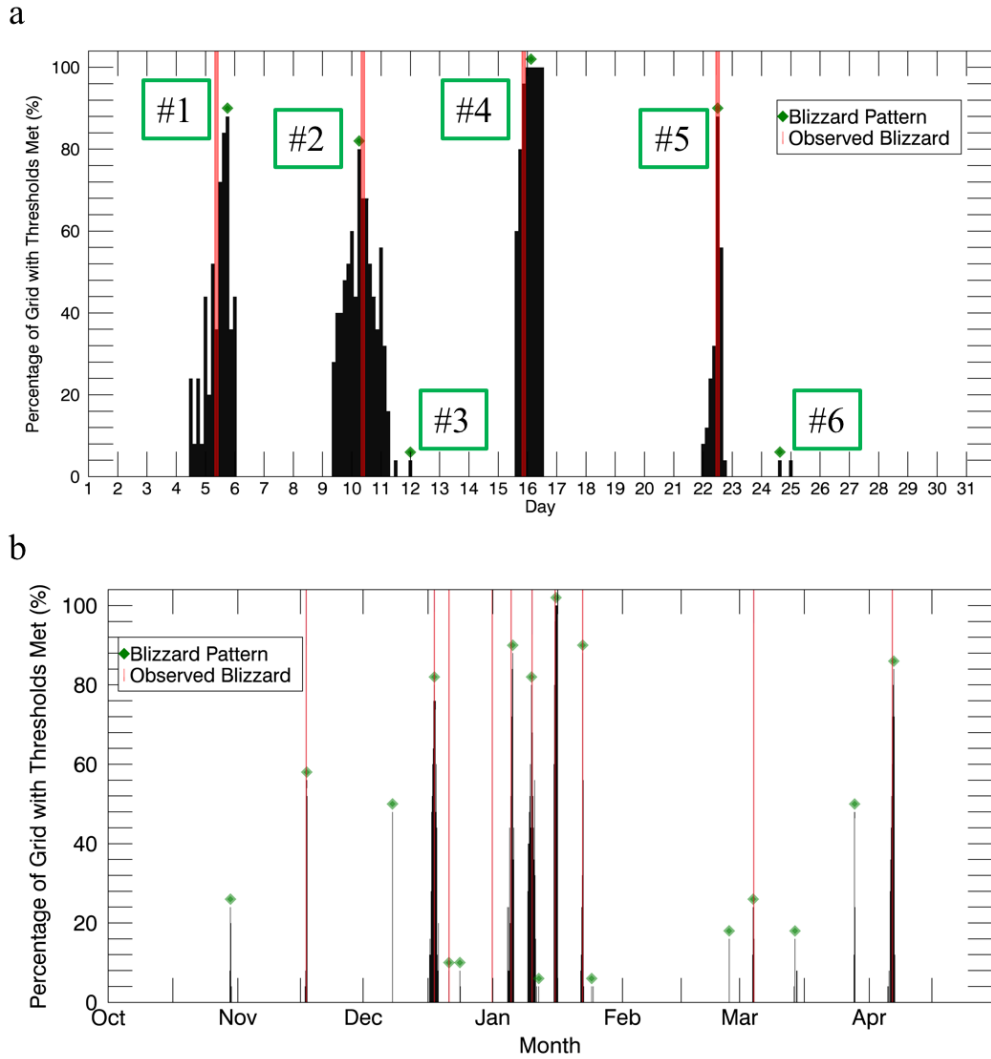 a
Percentage of Grid with Thresholds Met (%)
100
80
60
40
20
0
#1
#2
#3
#4
#5
#6
Blizzard Pattern
Observed Blizzard
1 2 3 4 5 6 7 8 9 10 11 12 13 14 15 16 17 18 19 20 21 22 23 24 25 26 27 28 29 30 31
Day
b
Percentage of Grid with Thresholds Met (%)
100
80
60
40
20
0
Blizzard Pattern
Observed Blizzard
Oct Nov Dec Jan Feb Mar Apr
Month